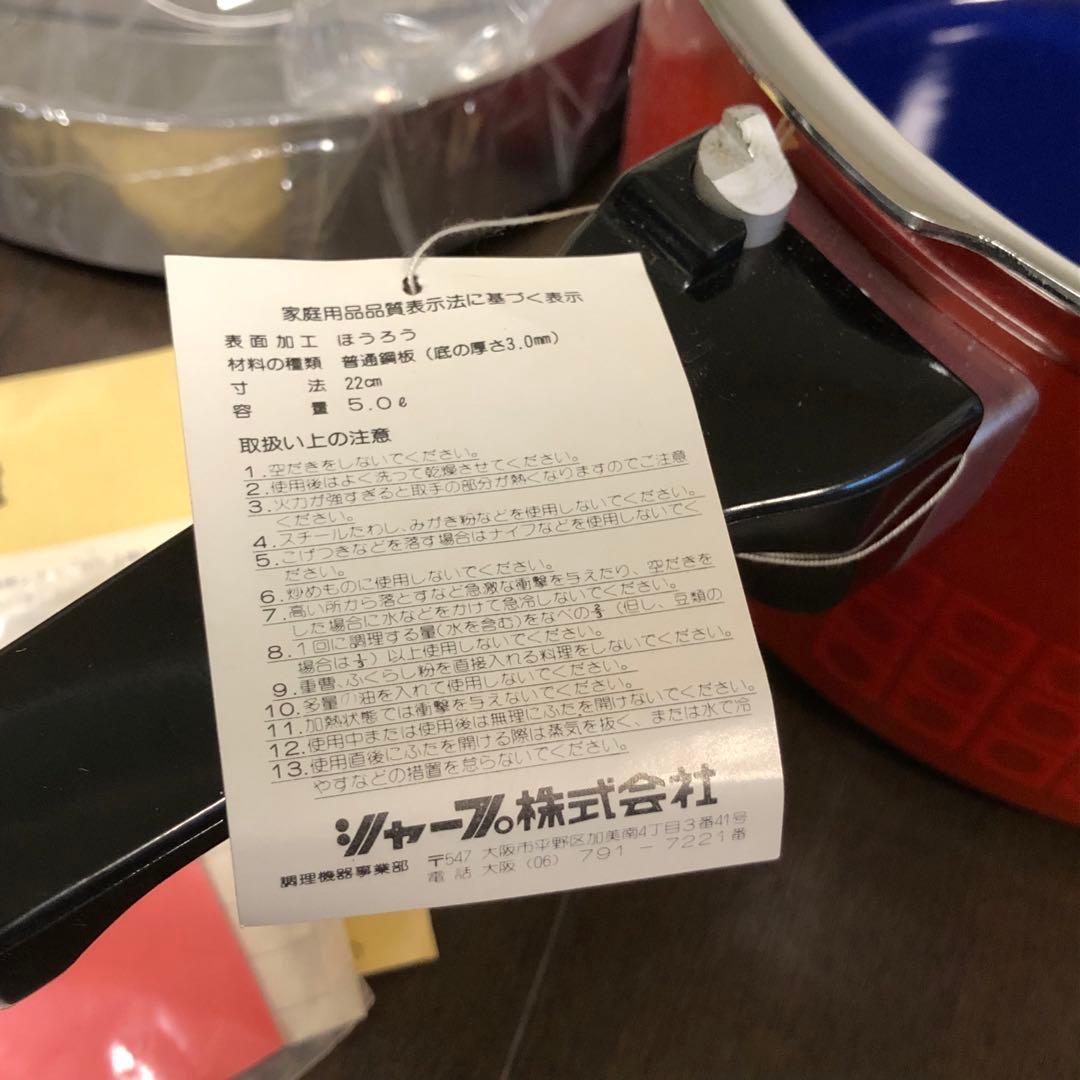 家庭用品品質表示法に基づく表示
表面加工 ほうろう
材料の種類 普通鋼板（底の厚さ3.0mm）
寸法 22cm
容量 5.0ℓ
取扱い上の注意
1.空だきをしないでください。
2.使用後はよく洗って乾燥させてください。
3.火力が強すぎると取手の部分が熱くなりますのでご注意
ください。
4.スチールたわし、みがき粉などを使用しないでください。
5.こげつきなどを落す場合はナイフなどを使用しないでく
ださい。
6.炒めものに使用しないでください。
7.高い所から落とすなど急激な衝撃を与えたり、空だきを
した場合に水などをかけて急冷しないでください。
8.1回に調理する量(水を含む)をなべの⅔（但し、豆類の
場合は⅓）以上使用しないでください。
9.重曹、ふくらし粉を直接入れる料理をしないでください。
10.多量の油を入れて使用しないでください。
11.加熱状態では衝撃を与えないでください。
12.使用中または使用後は無理にふたを開けないでください。
13.使用直後にふたを開ける際は蒸気を抜く、または水で冷
やすなどの措置を怠らないでください。
シャープ株式会社
調理機器事業部 〒547 大阪市平野区加美南4丁目3番41号
電話 大阪（06）791-7221番